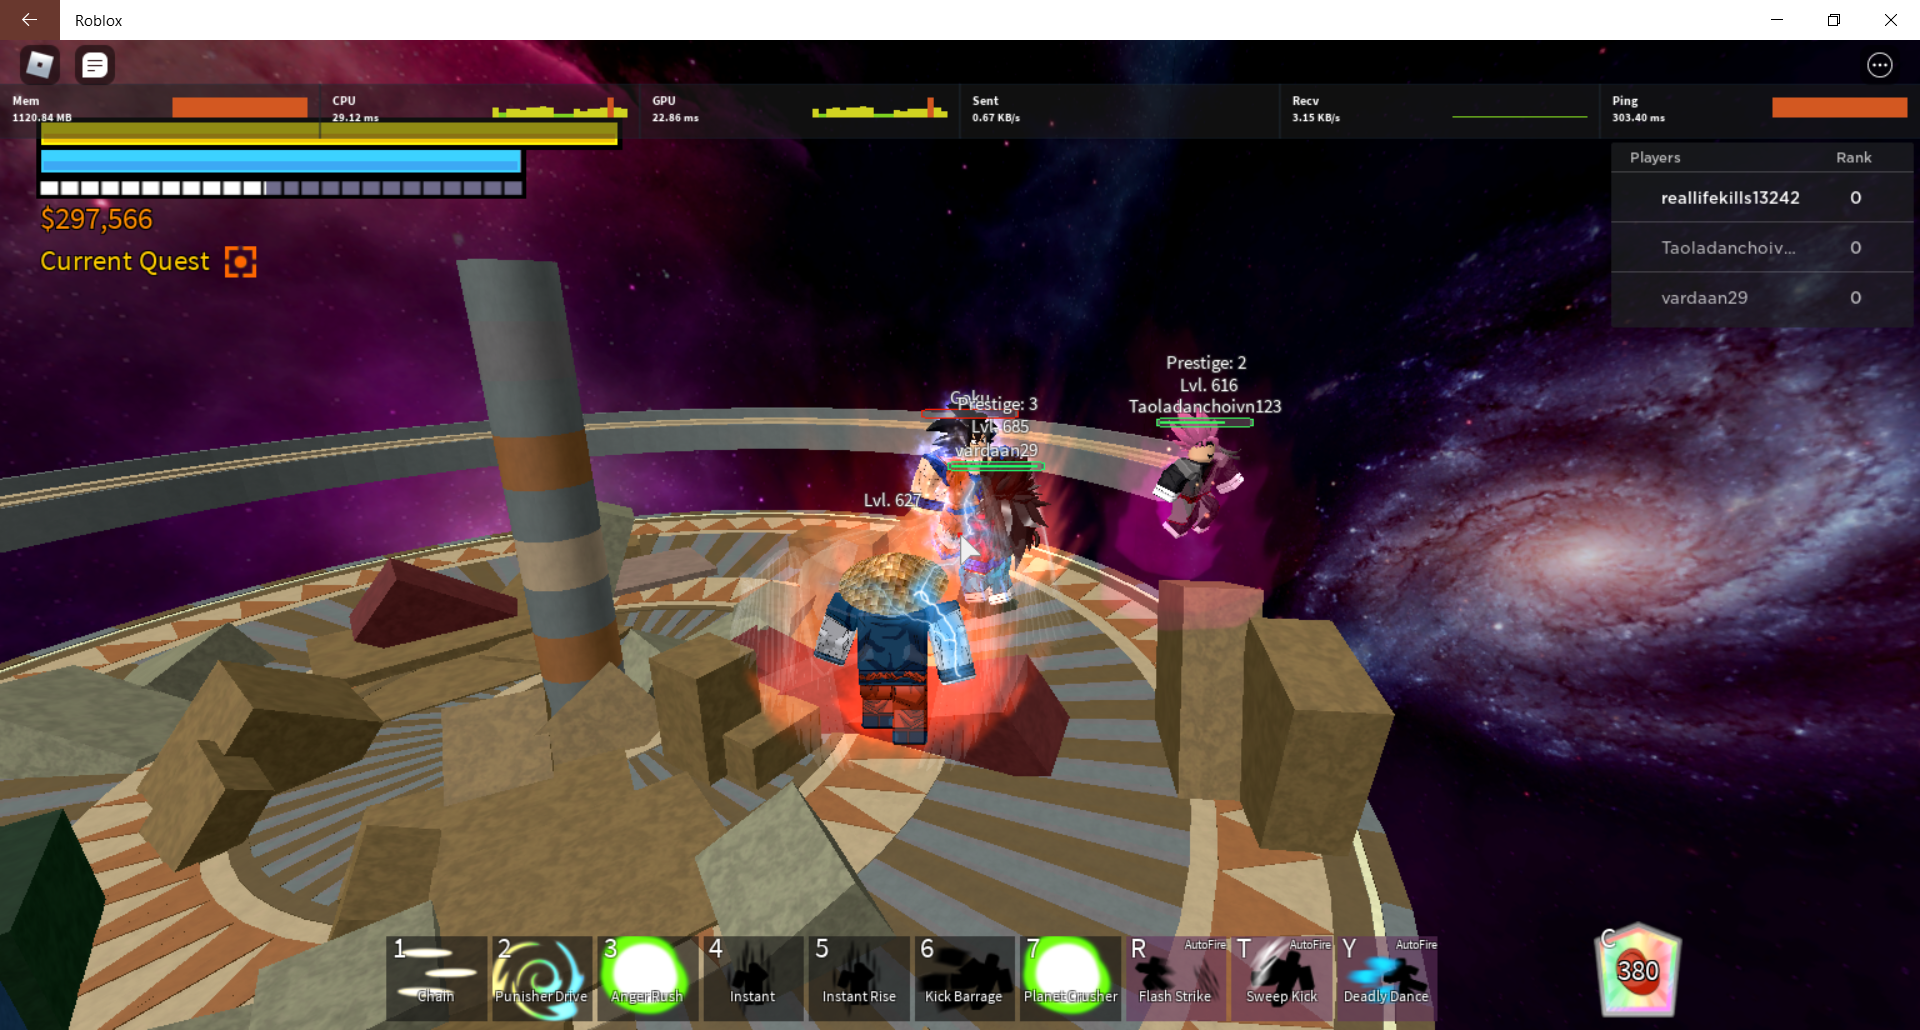 Roblox
Mem
1120.84 MB
CPU
29.12 ms
GPU
22.86 ms
Sent
0.67 KB/s
Recv
3.15 KB/s
Ping
303.40 ms
$297,566
Current Quest
Players Rank
reallifekills13242 0
Taoladanchoiv... 0
vardaan29 0
Prestige: 2
Lvl. 616
Taoladanchoivn123
Goku
Prestige: 3
Lvl. 685
vardaan29
Lvl. 627
1 Chain
2 Punisher Drive
3 Anger Rush
4 Instant
5 Instant Rise
6 Kick Barrage
7 Planet Crusher
R AutoFire Flash Strike
T AutoFire Sweep Kick
Y AutoFire Deadly Dance
C
380